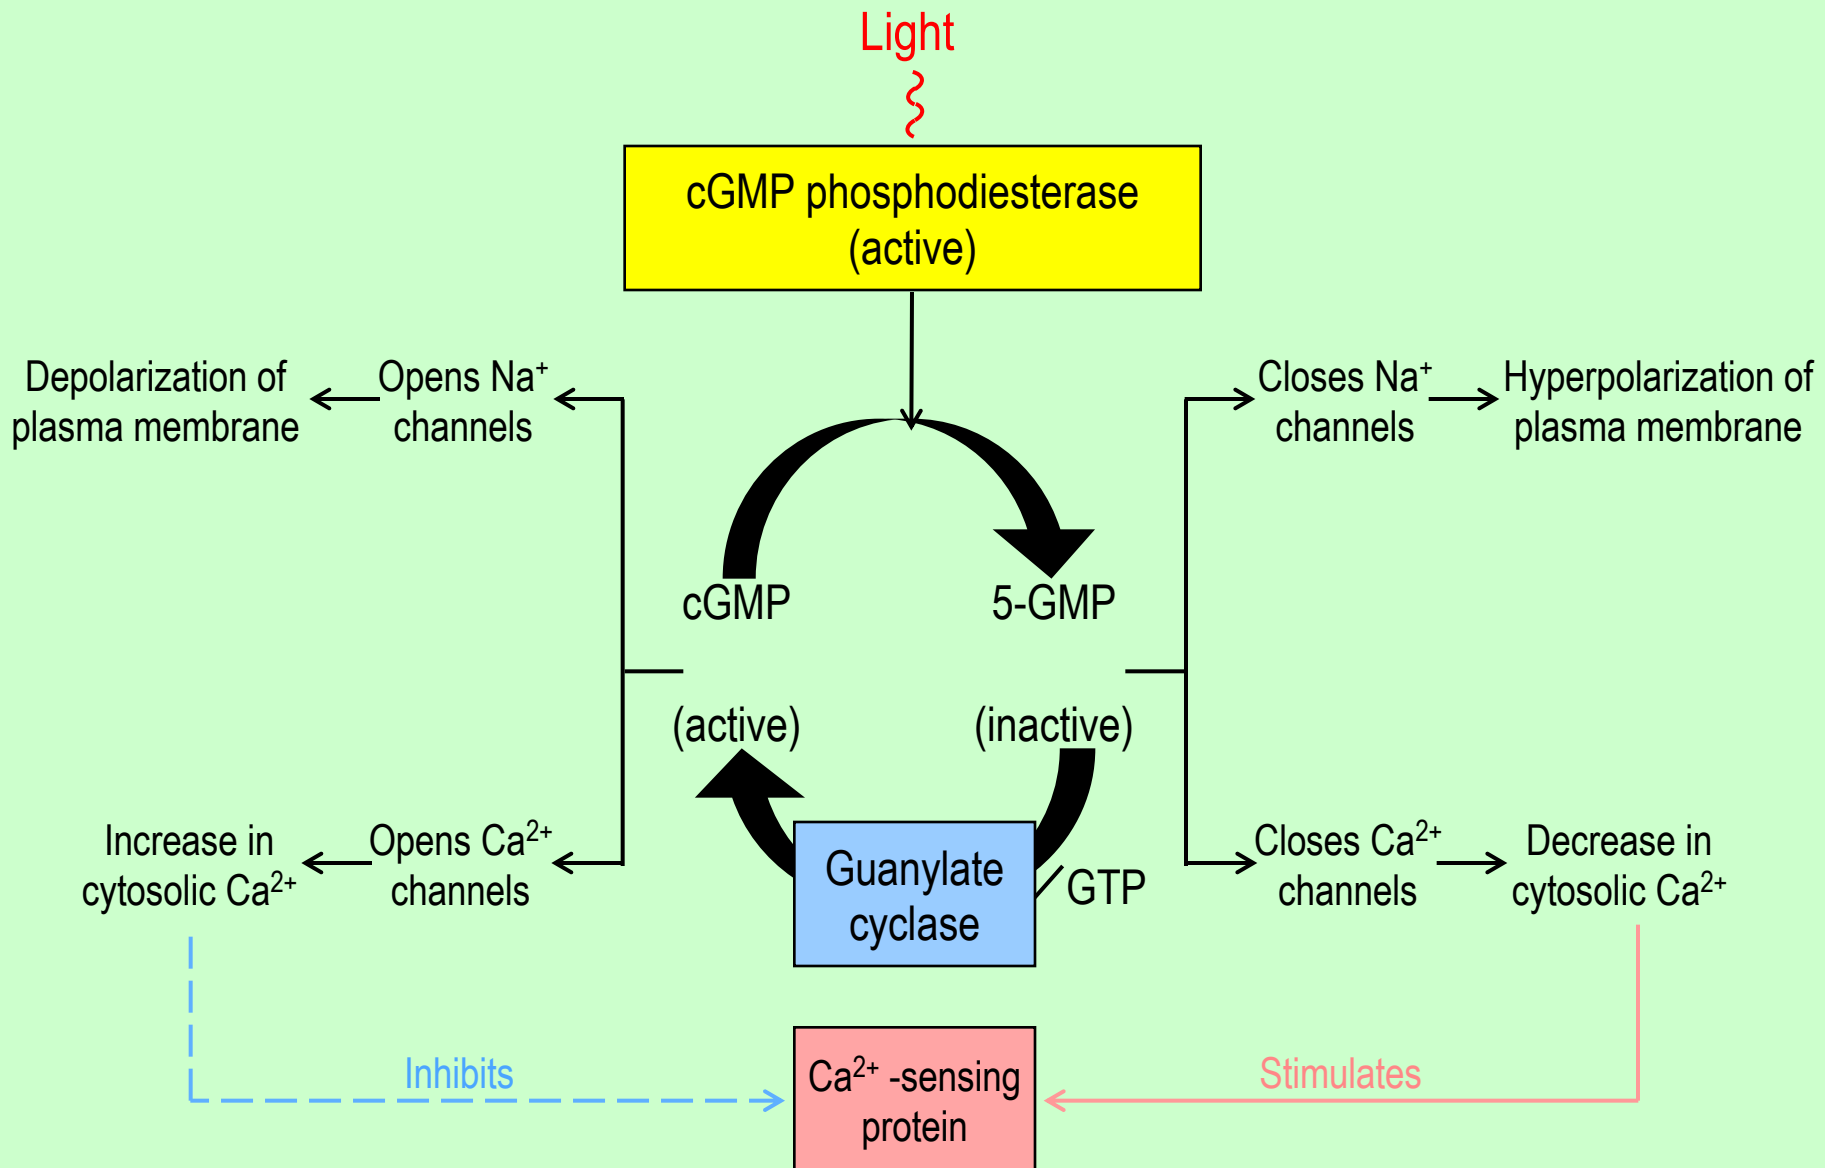 Light
cGMP phosphodiesterase
(active)
Depolarization of
plasma membrane
Opens Na⁺
channels
Closes Na⁺
channels
Hyperpolarization of
plasma membrane
cGMP
5-GMP
(active)
(inactive)
Increase in
cytosolic Ca²⁺
Opens Ca²⁺
channels
Guanylate
cyclase
GTP
Closes Ca²⁺
channels
Decrease in
cytosolic Ca²⁺
Inhibits
Ca²⁺ -sensing
protein
Stimulates